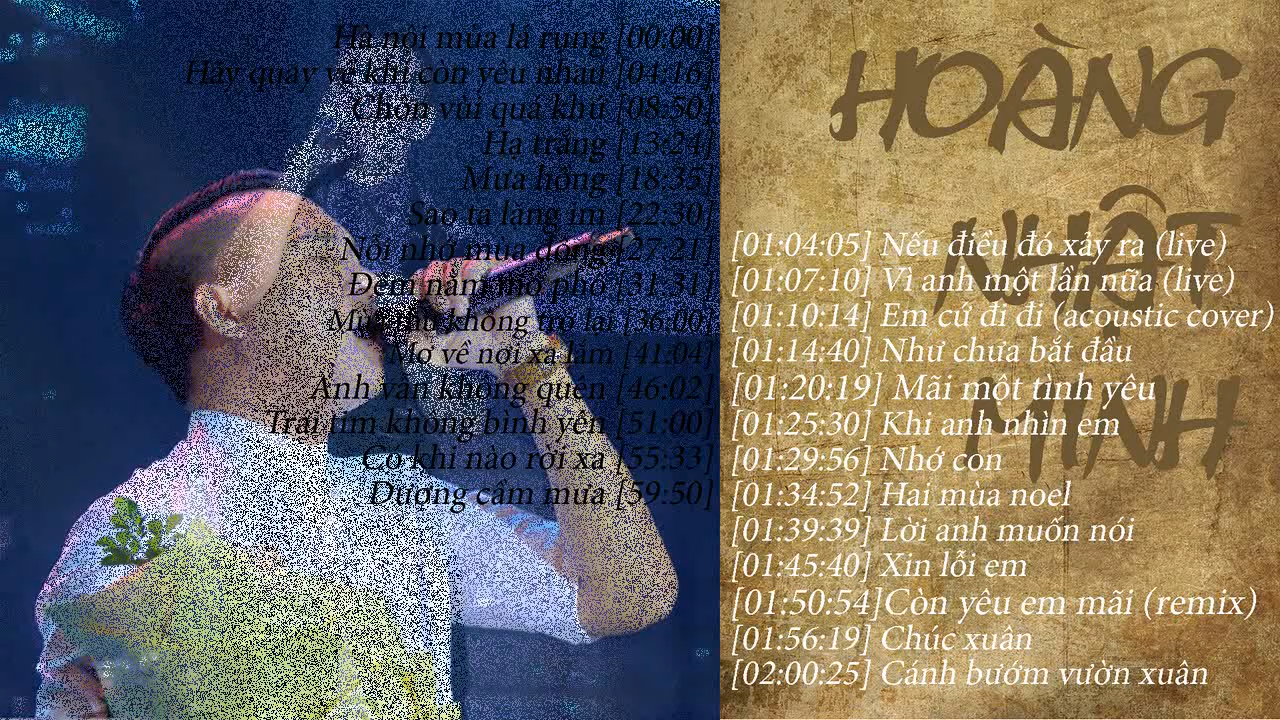 Hà nội mùa lá rụng [00:00]
Hãy quay về khi còn yêu nhau [04:16]
Chôn vùi quá khứ [08:50]
Hạ trắng [13:24]
Mưa hồng [18:35]
Sao ta lặng im [22:30]
Nỗi nhớ mùa đông [27:21]
Đêm nằm mơ phố [31:31]
Mùa thu không trở lại [36:00]
Mơ về nơi xa lắm [41:04]
Anh vẫn không quên [46:02]
Trái tim không bình yên [51:00]
Có khi nào rời xa [55:33]
Dương cầm mưa [59:50]
HOÀNG
NHẬT
MINH
[01:04:05] Nếu điều đó xảy ra (live)
[01:07:10] Vì anh một lần nữa (live)
[01:10:14] Em cứ đi đi (acoustic cover)
[01:14:40] Như chưa bắt đầu
[01:20:19] Mãi một tình yêu
[01:25:30] Khi anh nhìn em
[01:29:56] Nhớ con
[01:34:52] Hai mùa noel
[01:39:39] Lời anh muốn nói
[01:45:40] Xin lỗi em
[01:50:54]Còn yêu em mãi (remix)
[01:56:19] Chúc xuân
[02:00:25] Cánh bướm vườn xuân